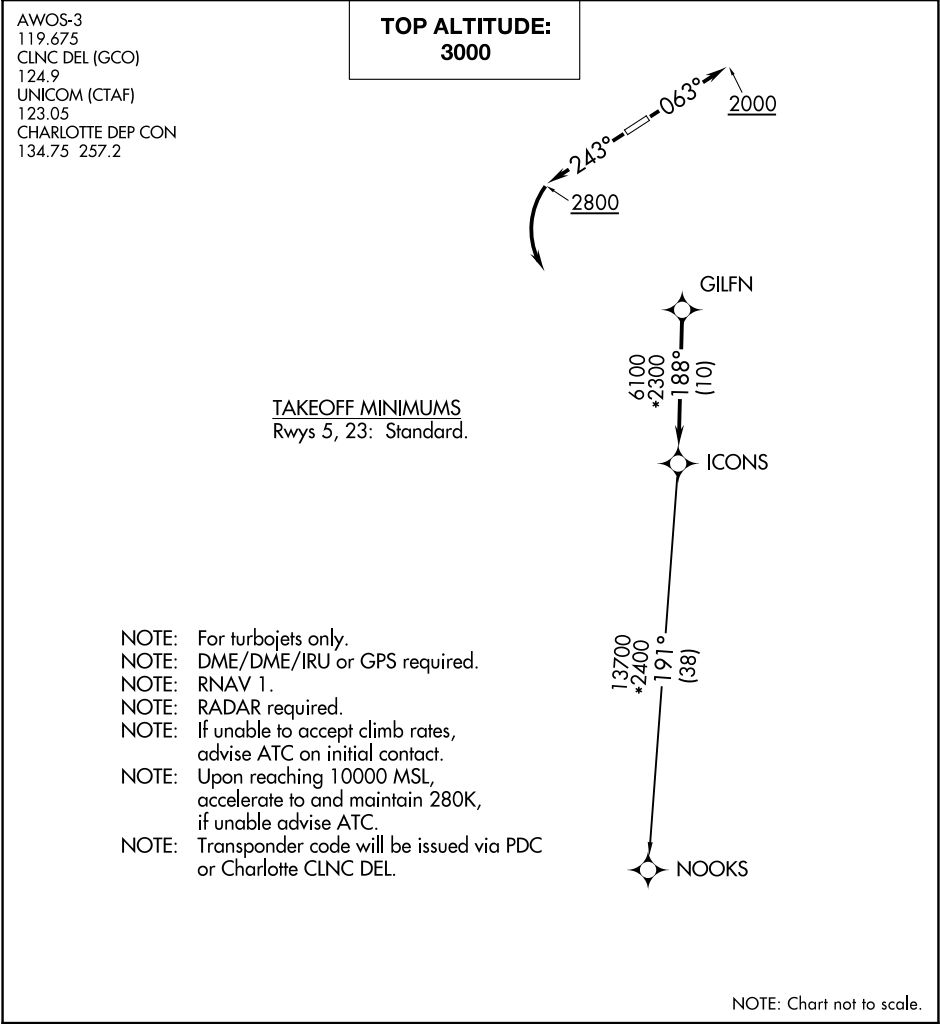 AWOS-3
119.675
CLNC DEL (GCO)
124.9
UNICOM (CTAF)
123.05
CHARLOTTE DEP CON
134.75 257.2
TOP ALTITUDE:
3000
063°
2000
243°
2800
GILFN
6100
*2300
188°
(10)
TAKEOFF MINIMUMS
Rwys 5, 23: Standard.
ICONS
13700
*2400
191°
(38)
NOTE: For turbojets only.
NOTE: DME/DME/IRU or GPS required.
NOTE: RNAV 1.
NOTE: RADAR required.
NOTE: If unable to accept climb rates,
advise ATC on initial contact.
NOTE: Upon reaching 10000 MSL,
accelerate to and maintain 280K,
if unable advise ATC.
NOTE: Transponder code will be issued via PDC
or Charlotte CLNC DEL.
NOOKS
NOTE: Chart not to scale.